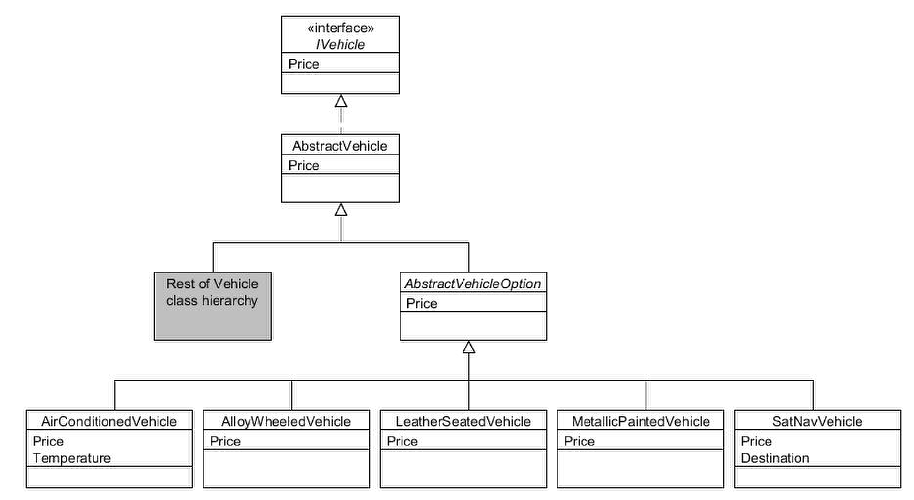 «interface»
IVehicle
Price
AbstractVehicle
Price
Rest of Vehicle
class hierarchy
AbstractVehicleOption
Price
AirConditionedVehicle
Price
Temperature
AlloyWheeledVehicle
Price
LeatherSeatedVehicle
Price
MetallicPaintedVehicle
Price
SatNavVehicle
Price
Destination